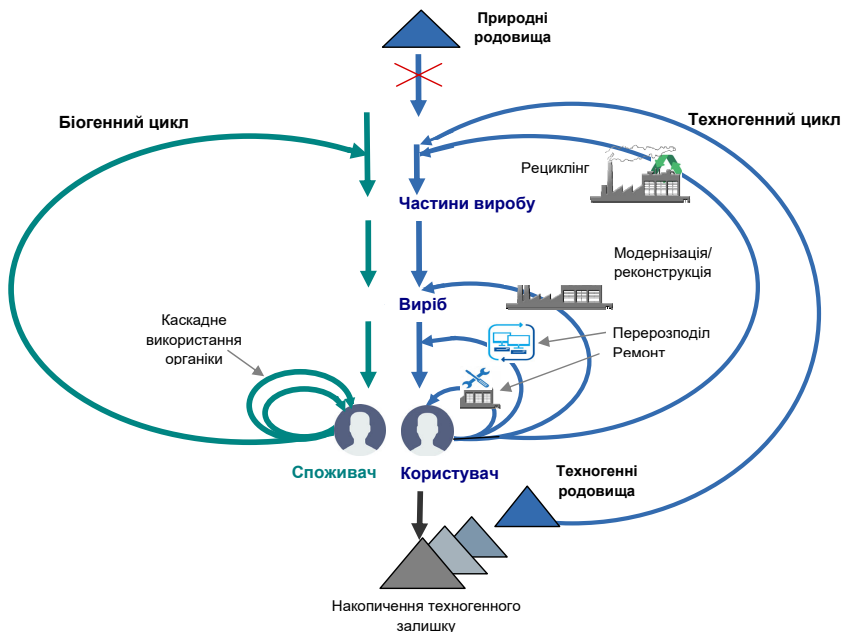 Природні
родовища
Біогенний цикл
Техногенний цикл
Рециклінг
Частини виробу
Модернізація/
реконструкція
Виріб
Каскадне
використання
органіки
Перерозподіл
Ремонт
Споживач
Користувач
Техногенні
родовища
Накопичення техногенного
залишку